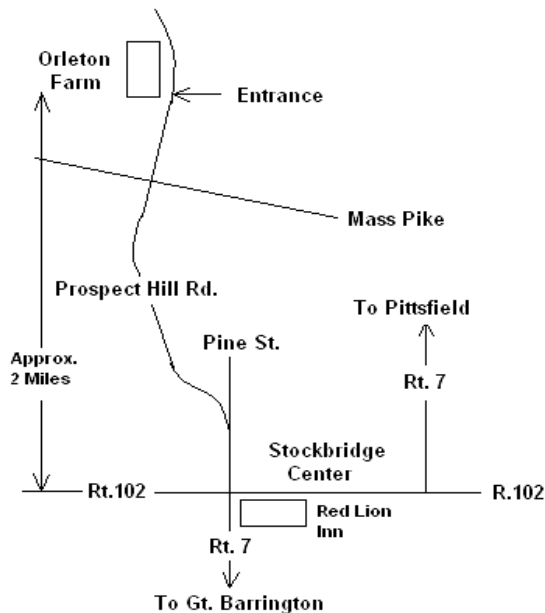 Orleton
Farm
Entrance
Mass Pike
Prospect Hill Rd.
To Pittsfield
Pine St.
Approx.
2 Miles
Rt. 7
Stockbridge
Center
Rt.102
R.102
Red Lion
Inn
Rt. 7
To Gt. Barrington